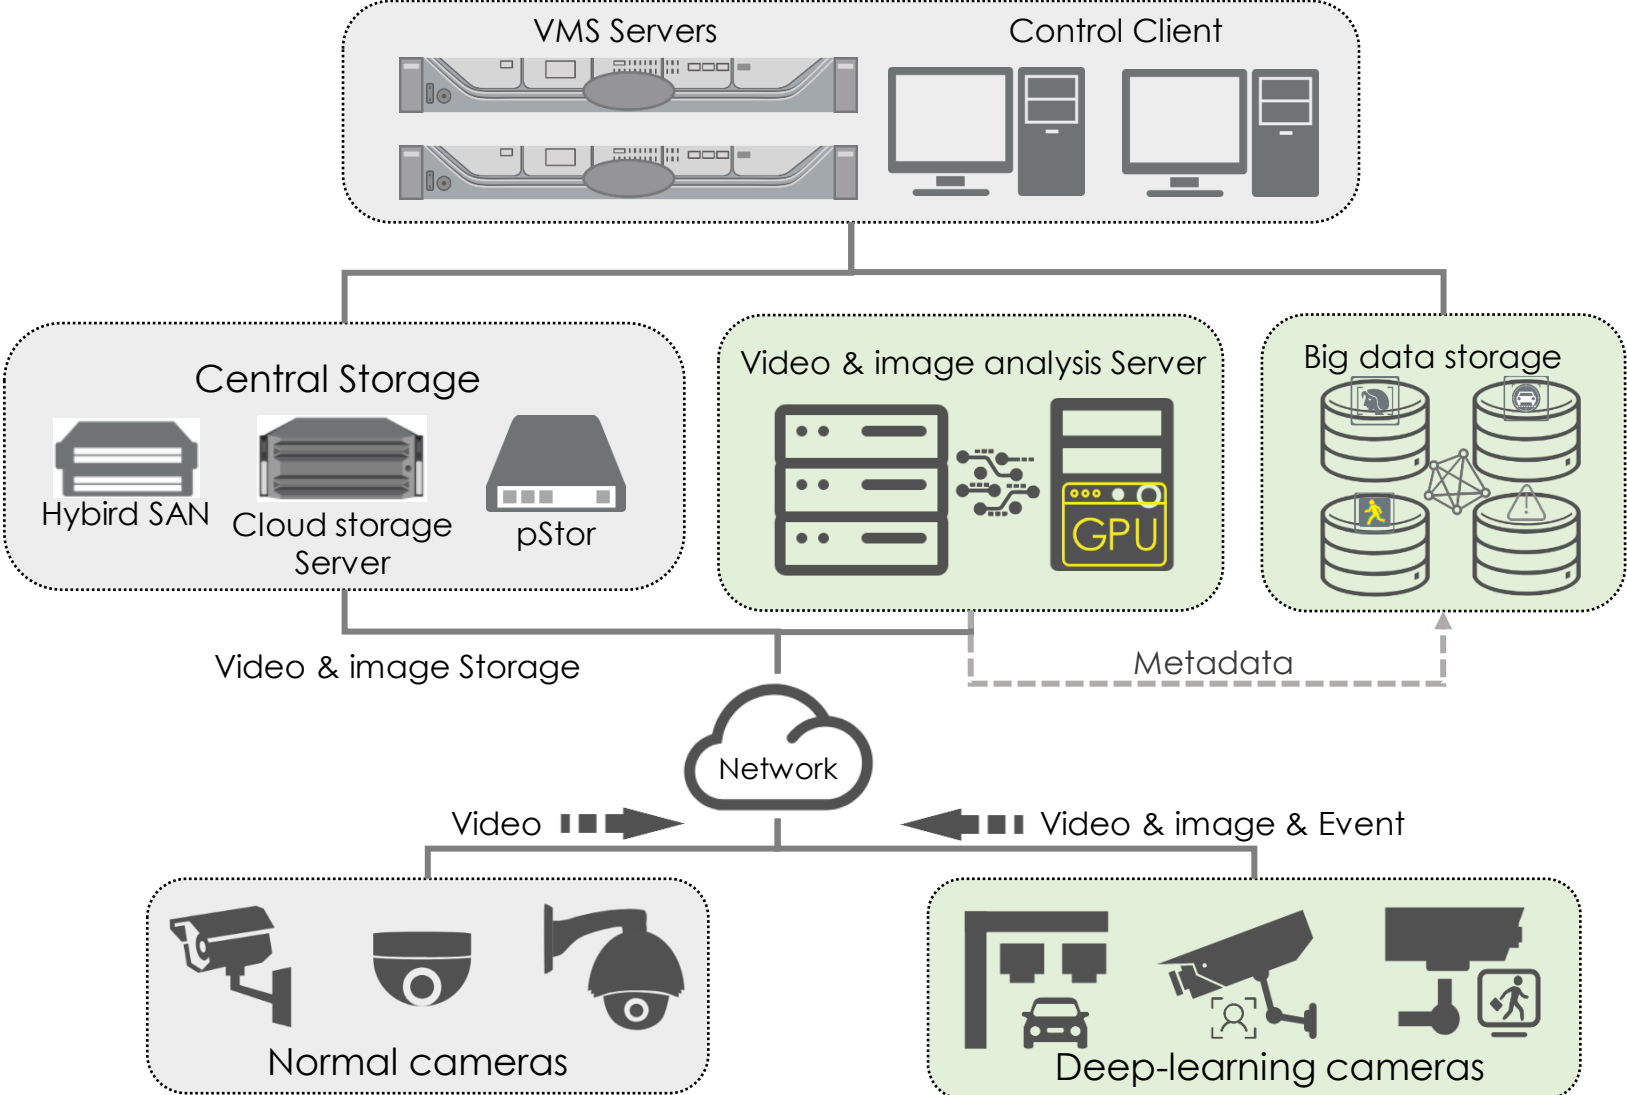 VMS Servers
Control Client
Central Storage
Hybird SAN
Cloud storage
Server
pStor
Video & image analysis Server
GPU
Big data storage
Video & image Storage
Metadata
Network
Video
Video & image & Event
Normal cameras
Deep-learning cameras